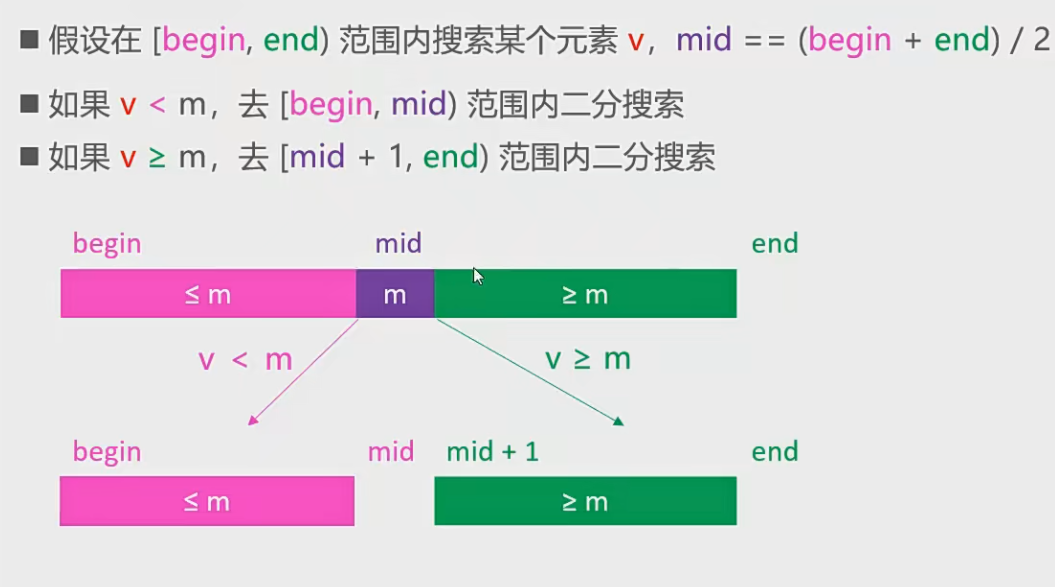 ■ 假设在 [begin, end) 范围内搜索某个元素 v，mid == (begin + end) / 2
■ 如果 v < m，去 [begin, mid) 范围内二分搜索
■ 如果 v ≥ m，去 [mid + 1, end) 范围内二分搜索
begin mid end
≤ m m ≥ m
v < m v ≥ m
begin mid mid + 1 end
≤ m ≥ m